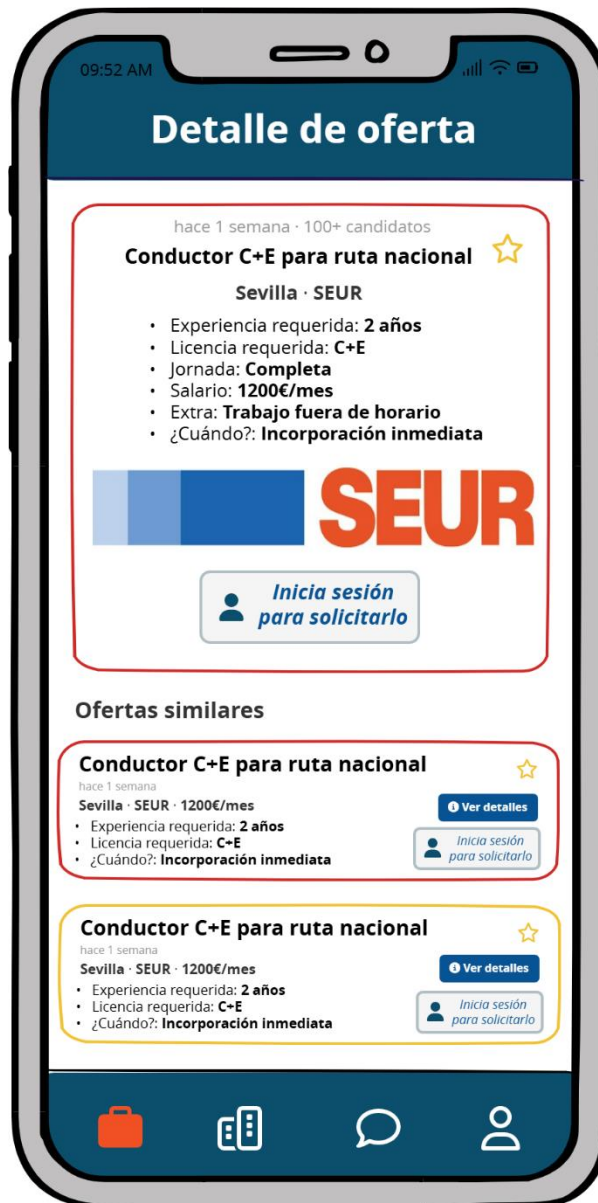 09:52 AM
Detalle de oferta
hace 1 semana · 100+ candidatos
Conductor C+E para ruta nacional
Sevilla · SEUR
• Experiencia requerida: 2 años
• Licencia requerida: C+E
• Jornada: Completa
• Salario: 1200€/mes
• Extra: Trabajo fuera de horario
• ¿Cuándo?: Incorporación inmediata
SEUR
Inicia sesión
para solicitarlo
Ofertas similares
Conductor C+E para ruta nacional
hace 1 semana
Sevilla · SEUR · 1200€/mes
Ver detalles
• Experiencia requerida: 2 años
• Licencia requerida: C+E
• ¿Cuándo?: Incorporación inmediata
Inicia sesión
para solicitarlo
Conductor C+E para ruta nacional
hace 1 semana
Sevilla · SEUR · 1200€/mes
Ver detalles
• Experiencia requerida: 2 años
• Licencia requerida: C+E
• ¿Cuándo?: Incorporación inmediata
Inicia sesión
para solicitarlo